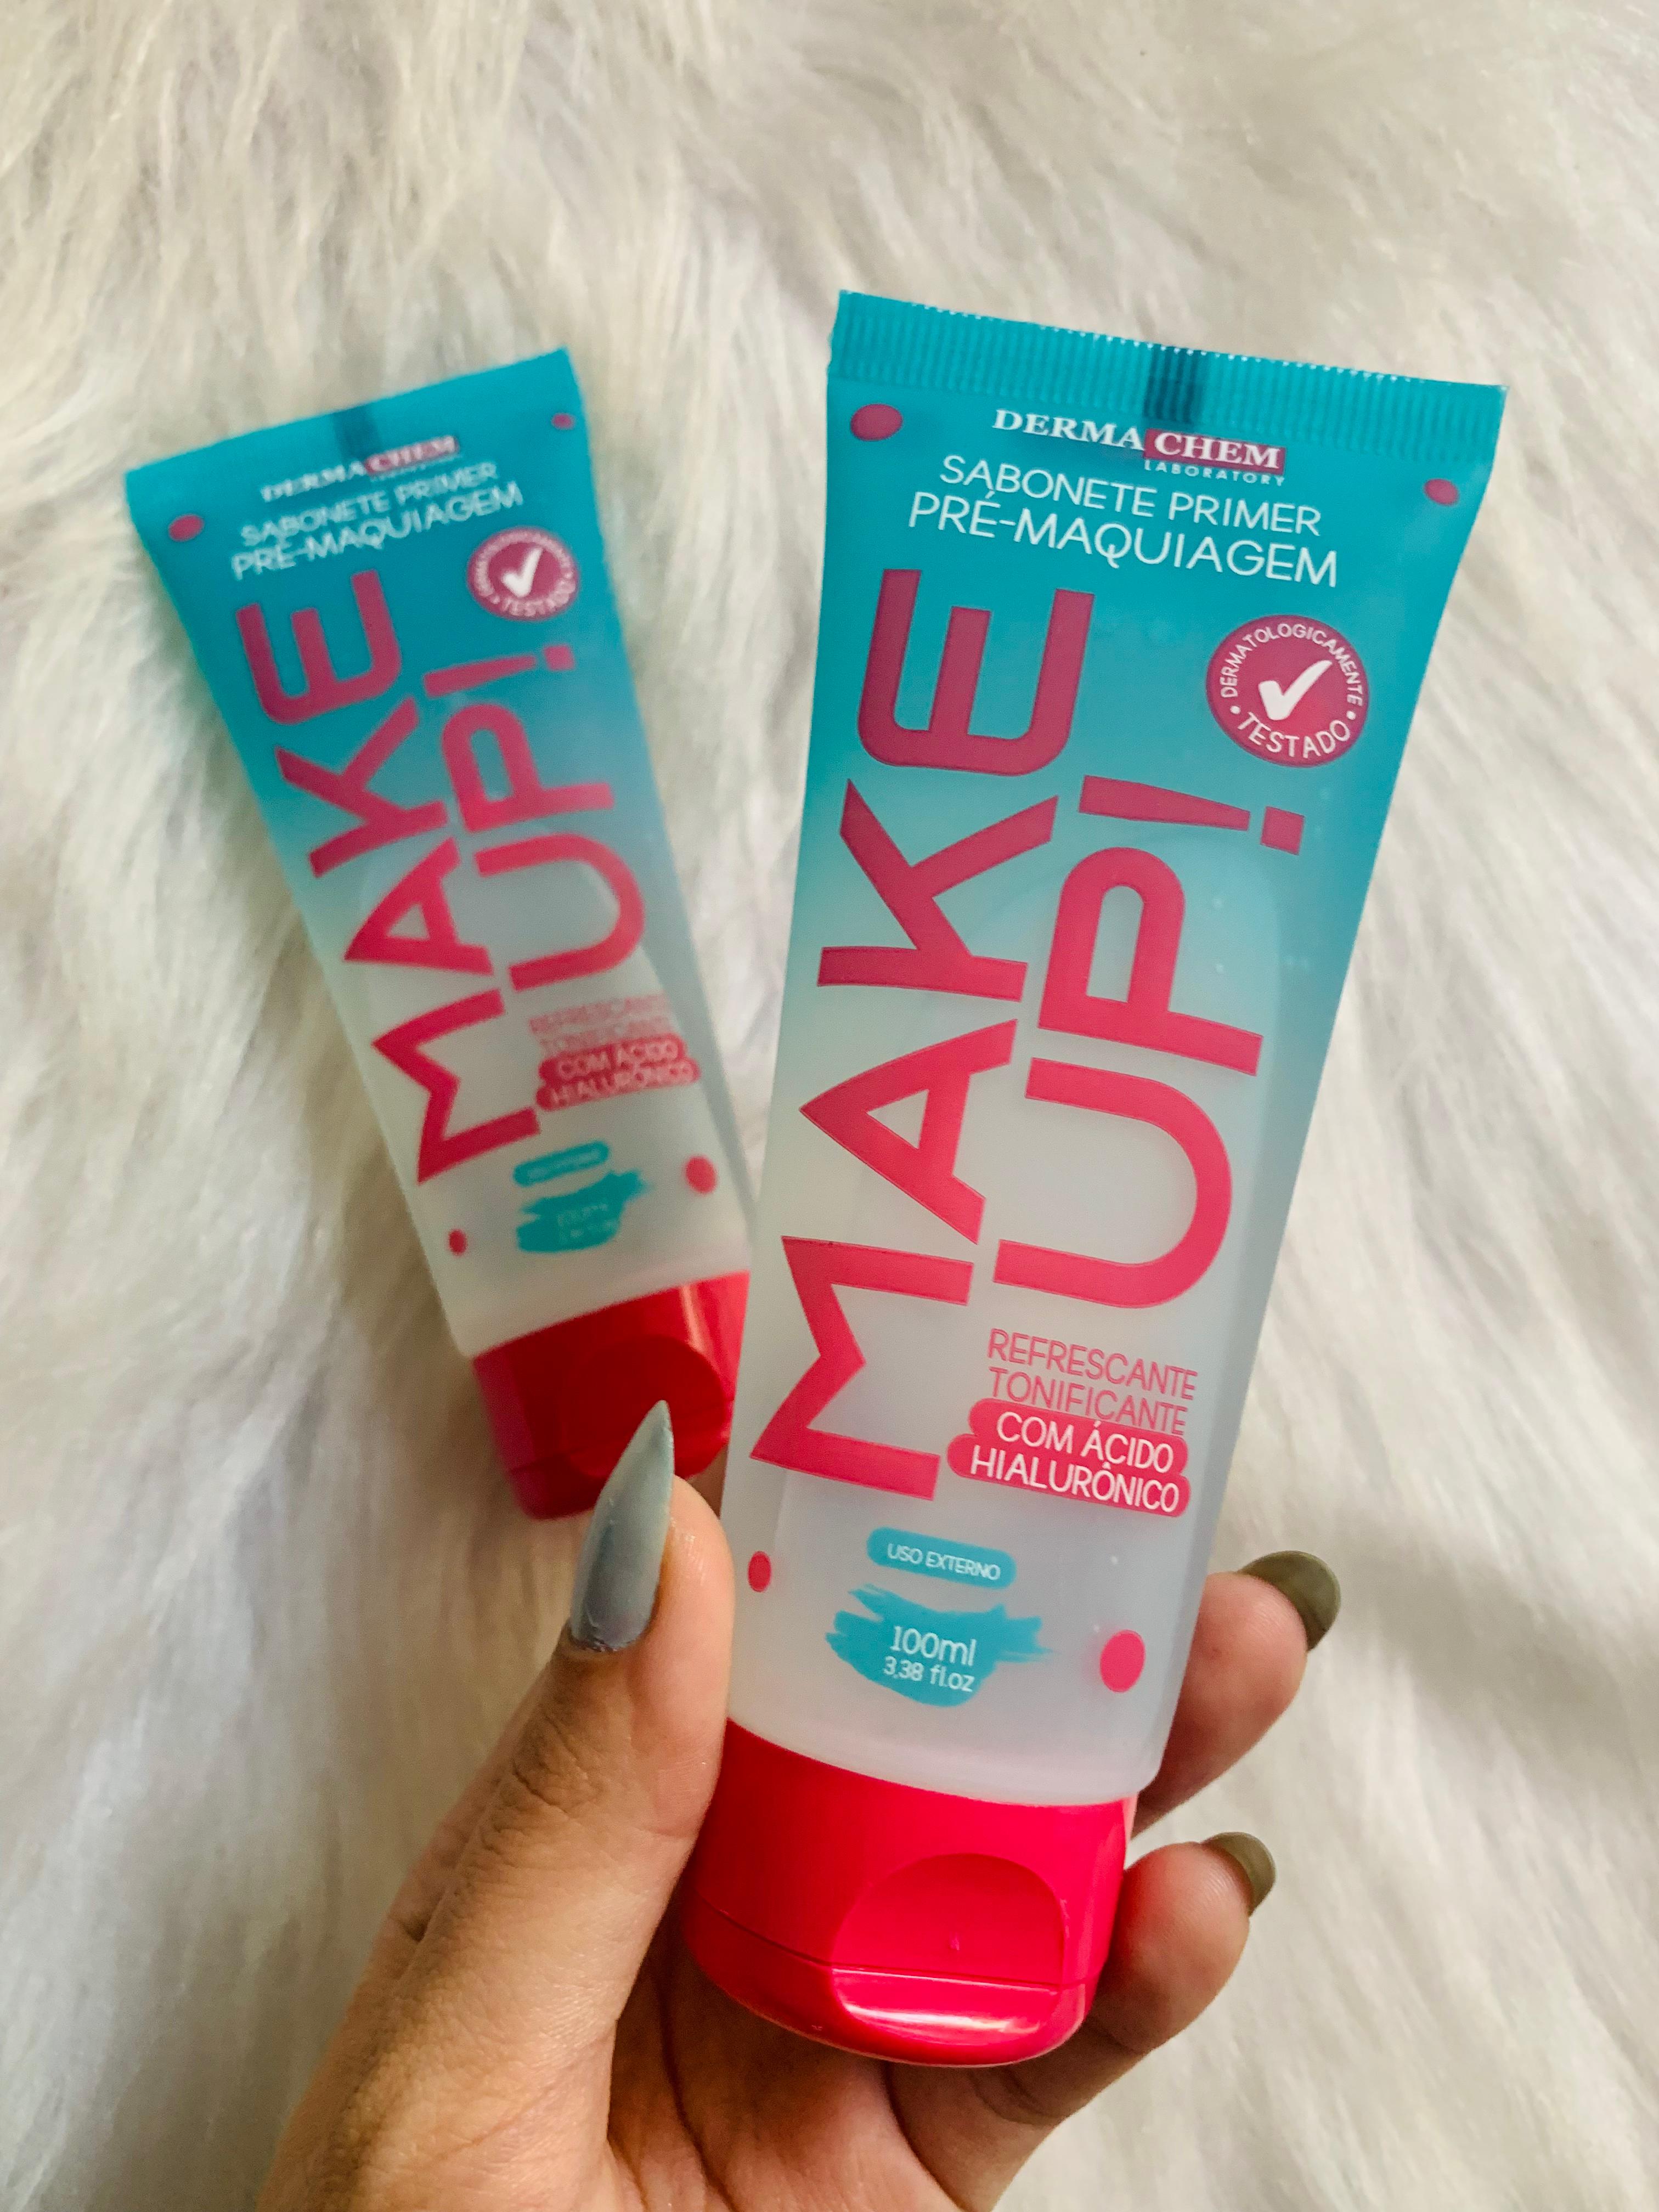 DERMA CHEM
LABORATORY
SABONETE PRIMER
PRÉ-MAQUIAGEM
DERMATOLOGICAMENTE
• TESTADO •
MAKE
UP!
REFRESCANTE
TONIFICANTE
COM ÁCIDO
HIALURÔNICO
USO EXTERNO
100ml
3,38 fl.oz
DERMA CHEM
SABONETE PRIMER
PRÉ-MAQUIAGEM
TESTADO
MAKE
UP!
REFRESCANTE
TONIFICANTE
COM ÁCIDO
HIALURÔNICO